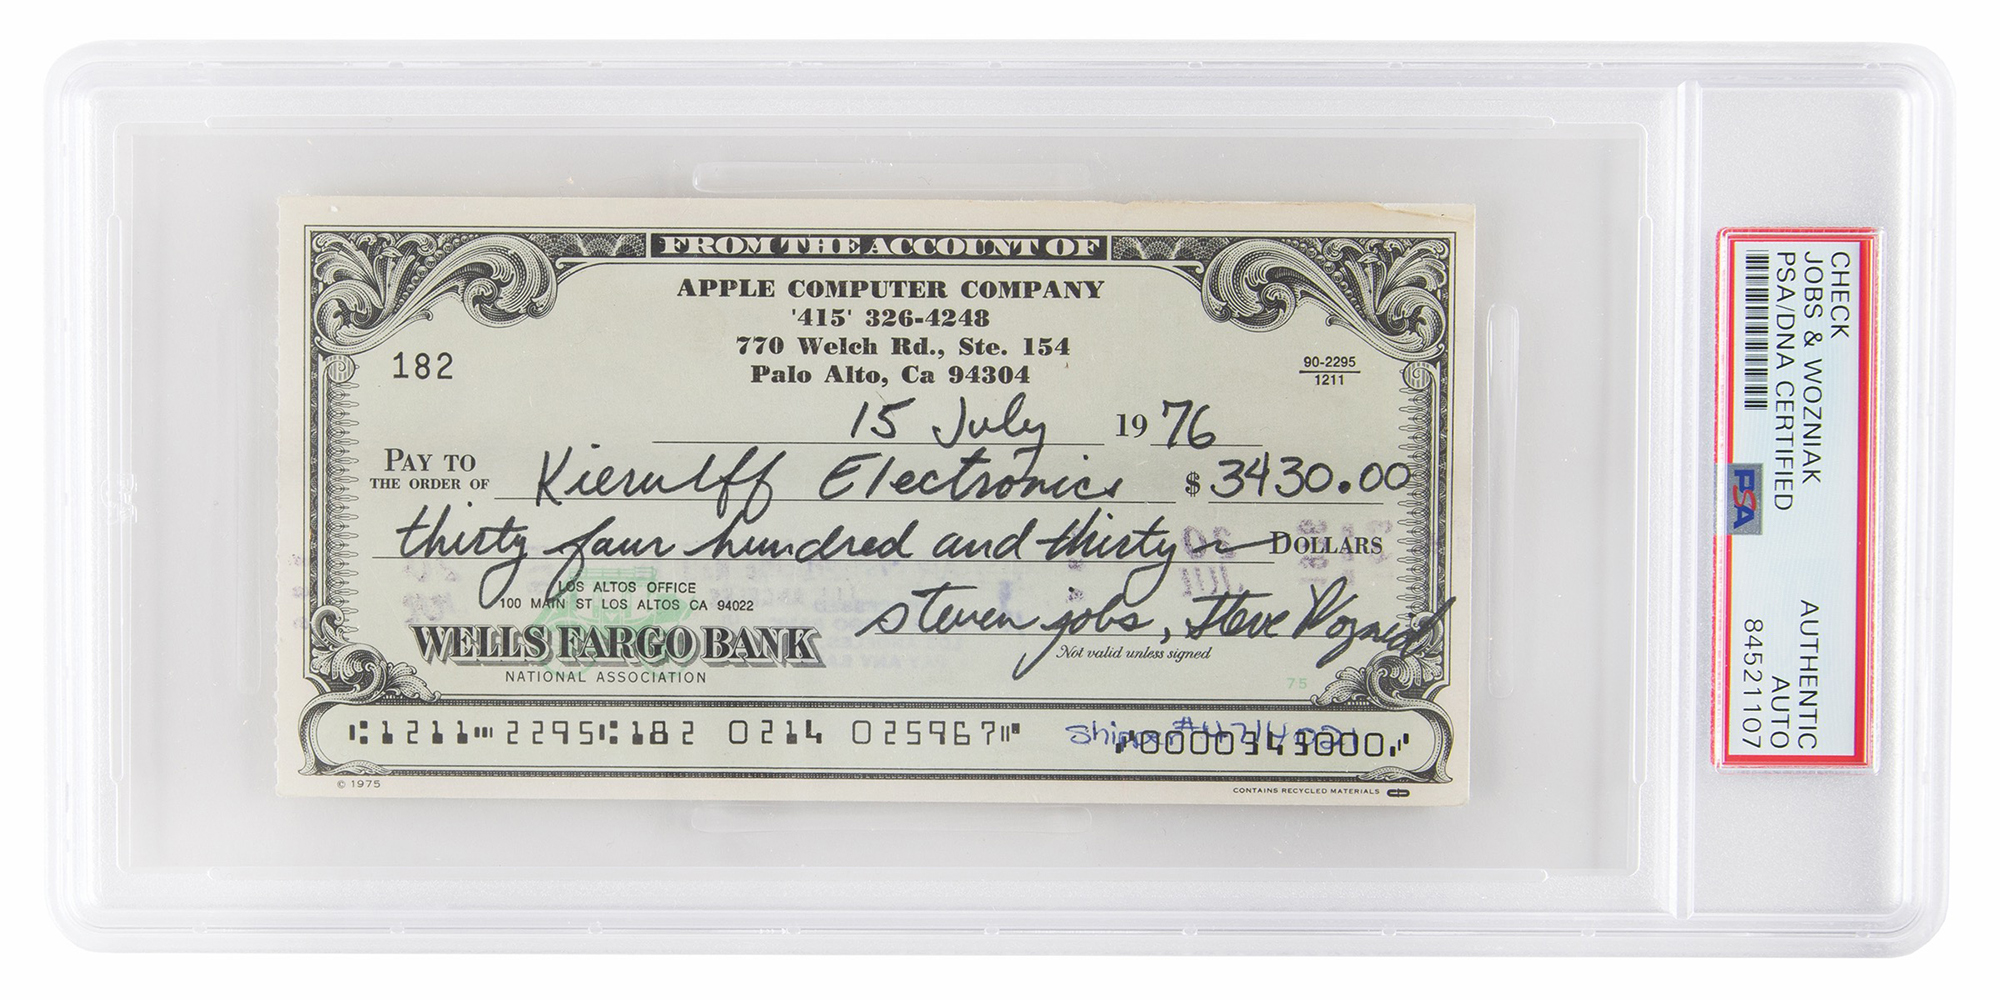 FROM THE ACCOUNT OF
APPLE COMPUTER COMPANY
'415' 326-4248
770 Welch Rd., Ste. 154
Palo Alto, Ca 94304
182
90-2295
1211
15 July 1976
PAY TO
THE ORDER OF Kierulff Electronics $3430.00
thirty four hundred and thirty DOLLARS
LOS ALTOS OFFICE
100 MAIN ST LOS ALTOS CA 94022
WELLS FARGO BANK
NATIONAL ASSOCIATION
steven jobs, Steve Wozniak
Not valid unless signed
75
⑆1211⑉2295⑆182 0214 025967⑈
© 1975
CONTAINS RECYCLED MATERIALS
CHECK
JOBS & WOZNIAK
PSA/DNA CERTIFIED
AUTHENTIC
AUTO
84521107
PSA